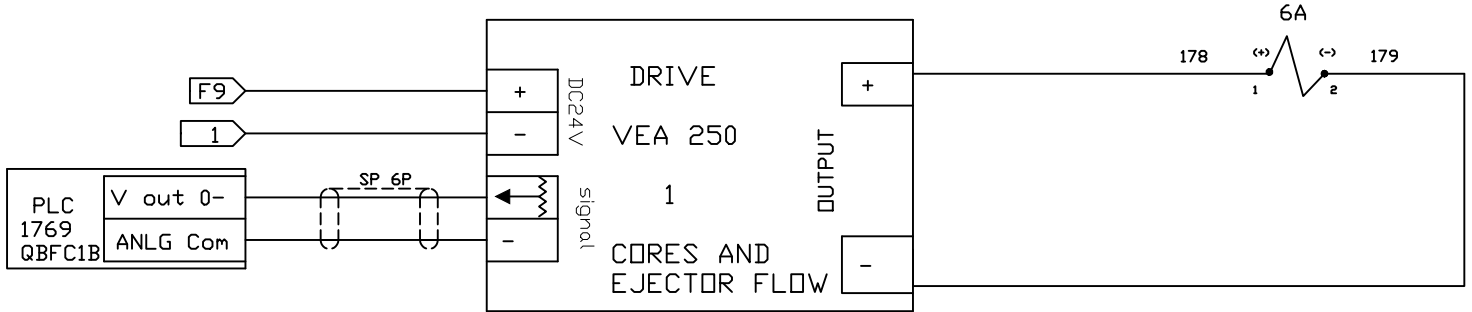 6A
178
(+)
(-)
179
1
2
F9
1
+
-
DC24V
DRIVE
VEA 250
1
CORES AND
EJECTOR FLOW
+
OUTPUT
-
SP 6P
signal
-
PLC
1769
QBFC1B
V out 0-
ANLG Com